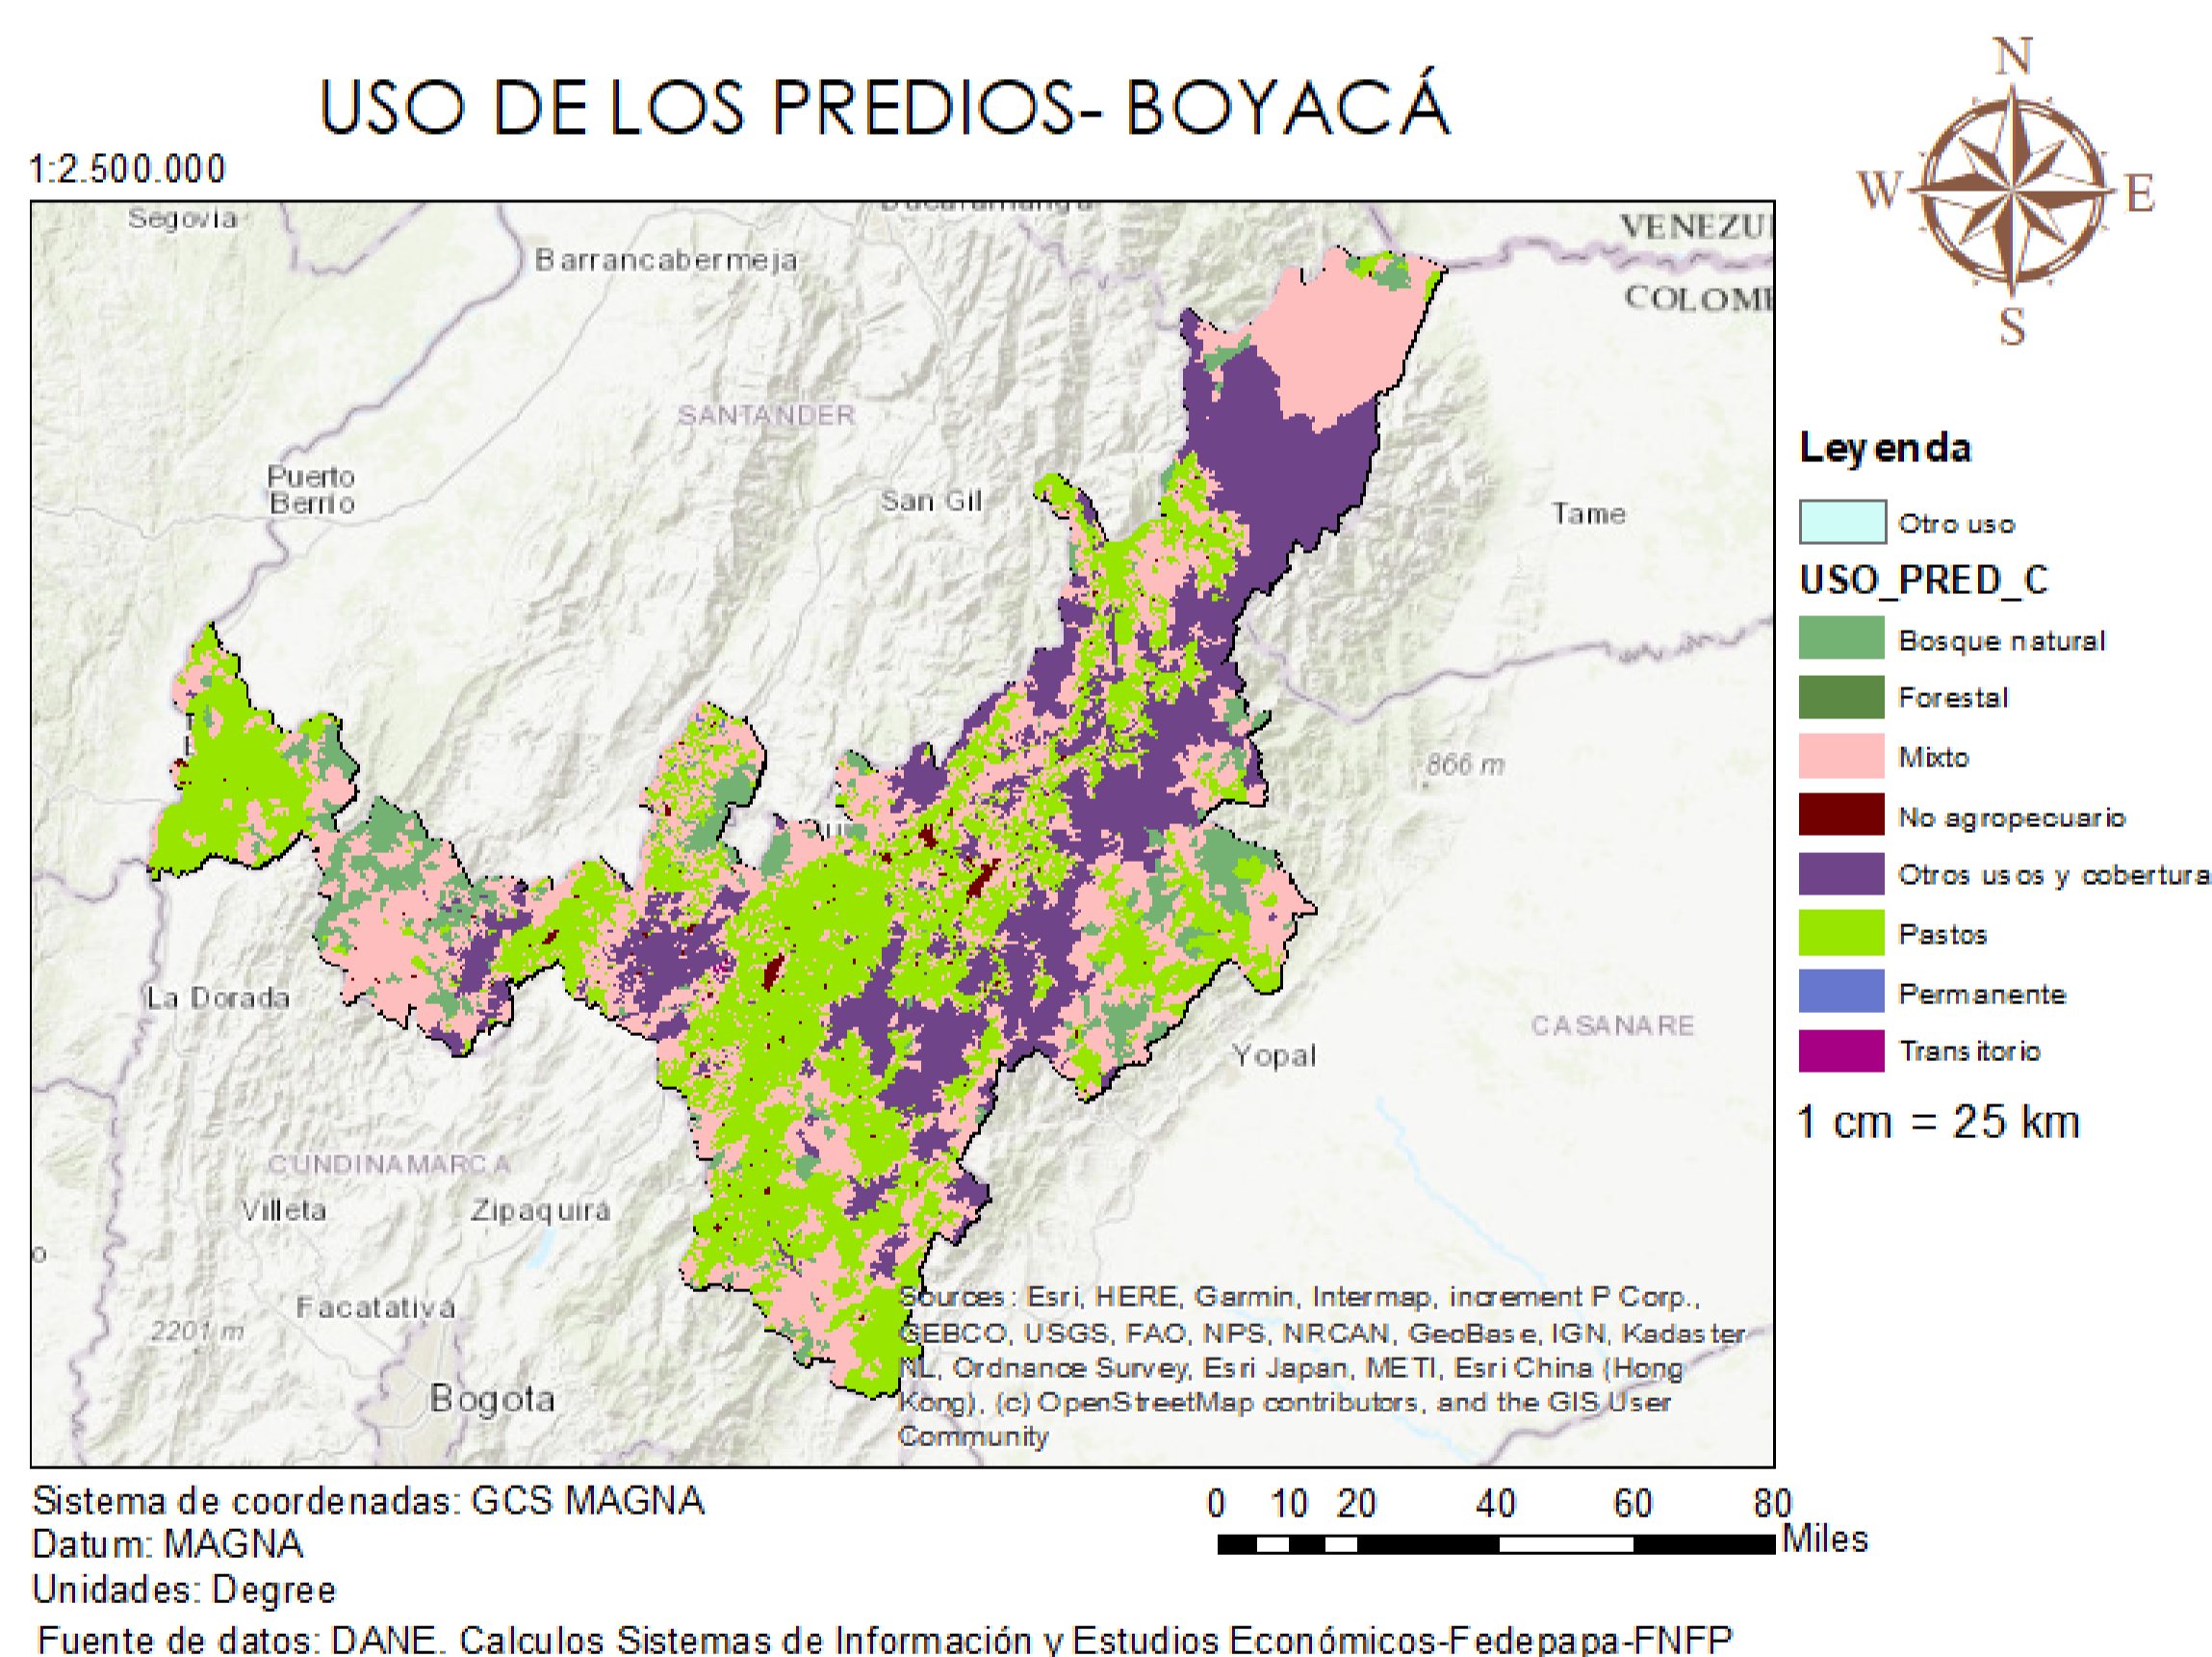 USO DE LOS PREDIOS- BOYACÁ
1:2.500.000
N
W
E
S
Segovia
Bucaramanga
VENEZU
Barrancabermeja
COLOM
SANTANDER
Puerto
Berrío
San Gil
Tame
866 m
La Dorada
CASANARE
Yopal
CUNDINAMARCA
Villeta
Zipaquirá
Facatativá
2201 m
Bogota
Sources: Esri, HERE, Garmin, Intermap, increment P Corp.,
GEBCO, USGS, FAO, NPS, NRCAN, GeoBase, IGN, Kadaster
NL, Ordnance Survey, Esri Japan, METI, Esri China (Hong
Kong), (c) OpenStreetMap contributors, and the GIS User
Community
Leyenda
Otro uso
USO_PRED_C
Bosque natural
Forestal
Mixto
No agropecuario
Otros usos y cobertura
Pastos
Permanente
Transitorio
1 cm = 25 km
Sistema de coordenadas: GCS MAGNA
Datum: MAGNA
Unidades: Degree
0 10 20 40 60 80
Miles
Fuente de datos: DANE. Calculos Sistemas de Información y Estudios Económicos-Fedepapa-FNFP